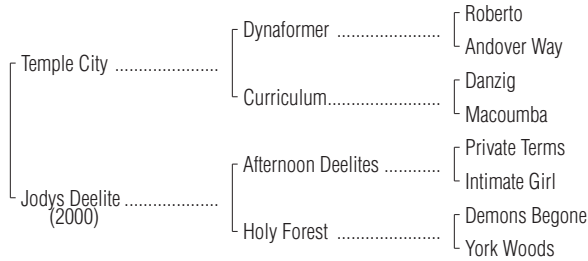 Roberto
Dynaformer ......................
Andover Way
Temple City ......................
Danzig
Curriculum........................
Macoumba
Private Terms
Afternoon Deelites ................
Intimate Girl
Jodys Deelite ....................
(2000)
Demons Begone
Holy Forest ......................
York Woods